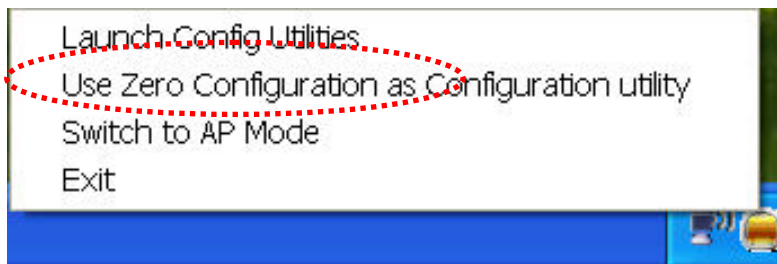 Launch Config Utilities
Use Zero Configuration as Configuration utility
Switch to AP Mode
Exit